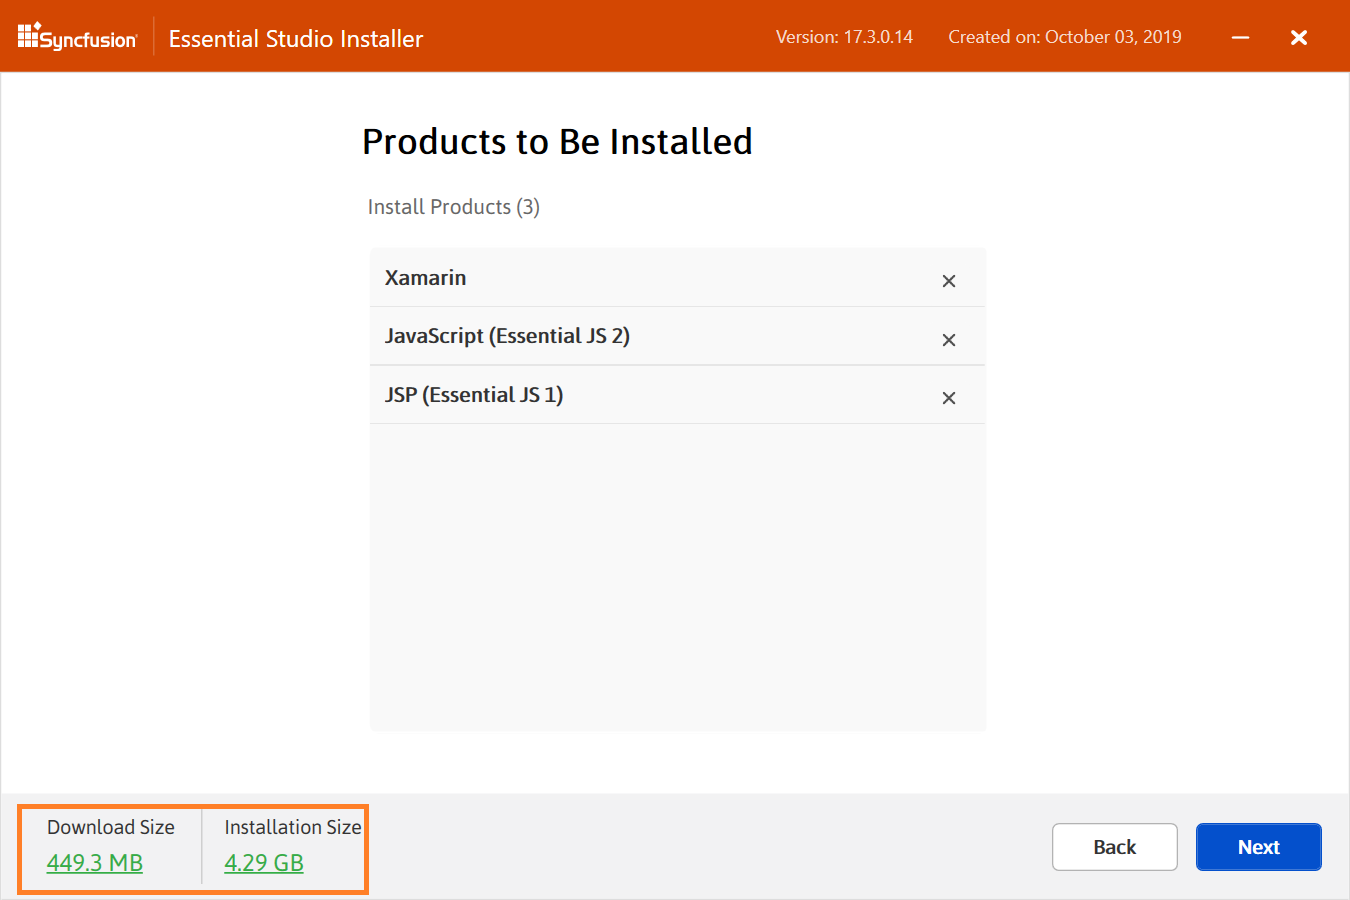 Syncfusion
Essential Studio Installer
Version: 17.3.0.14
Created on: October 03, 2019
Products to Be Installed
Install Products (3)
Xamarin
JavaScript (Essential JS 2)
JSP (Essential JS 1)
Download Size
449.3 MB
Installation Size
4.29 GB
Back
Next